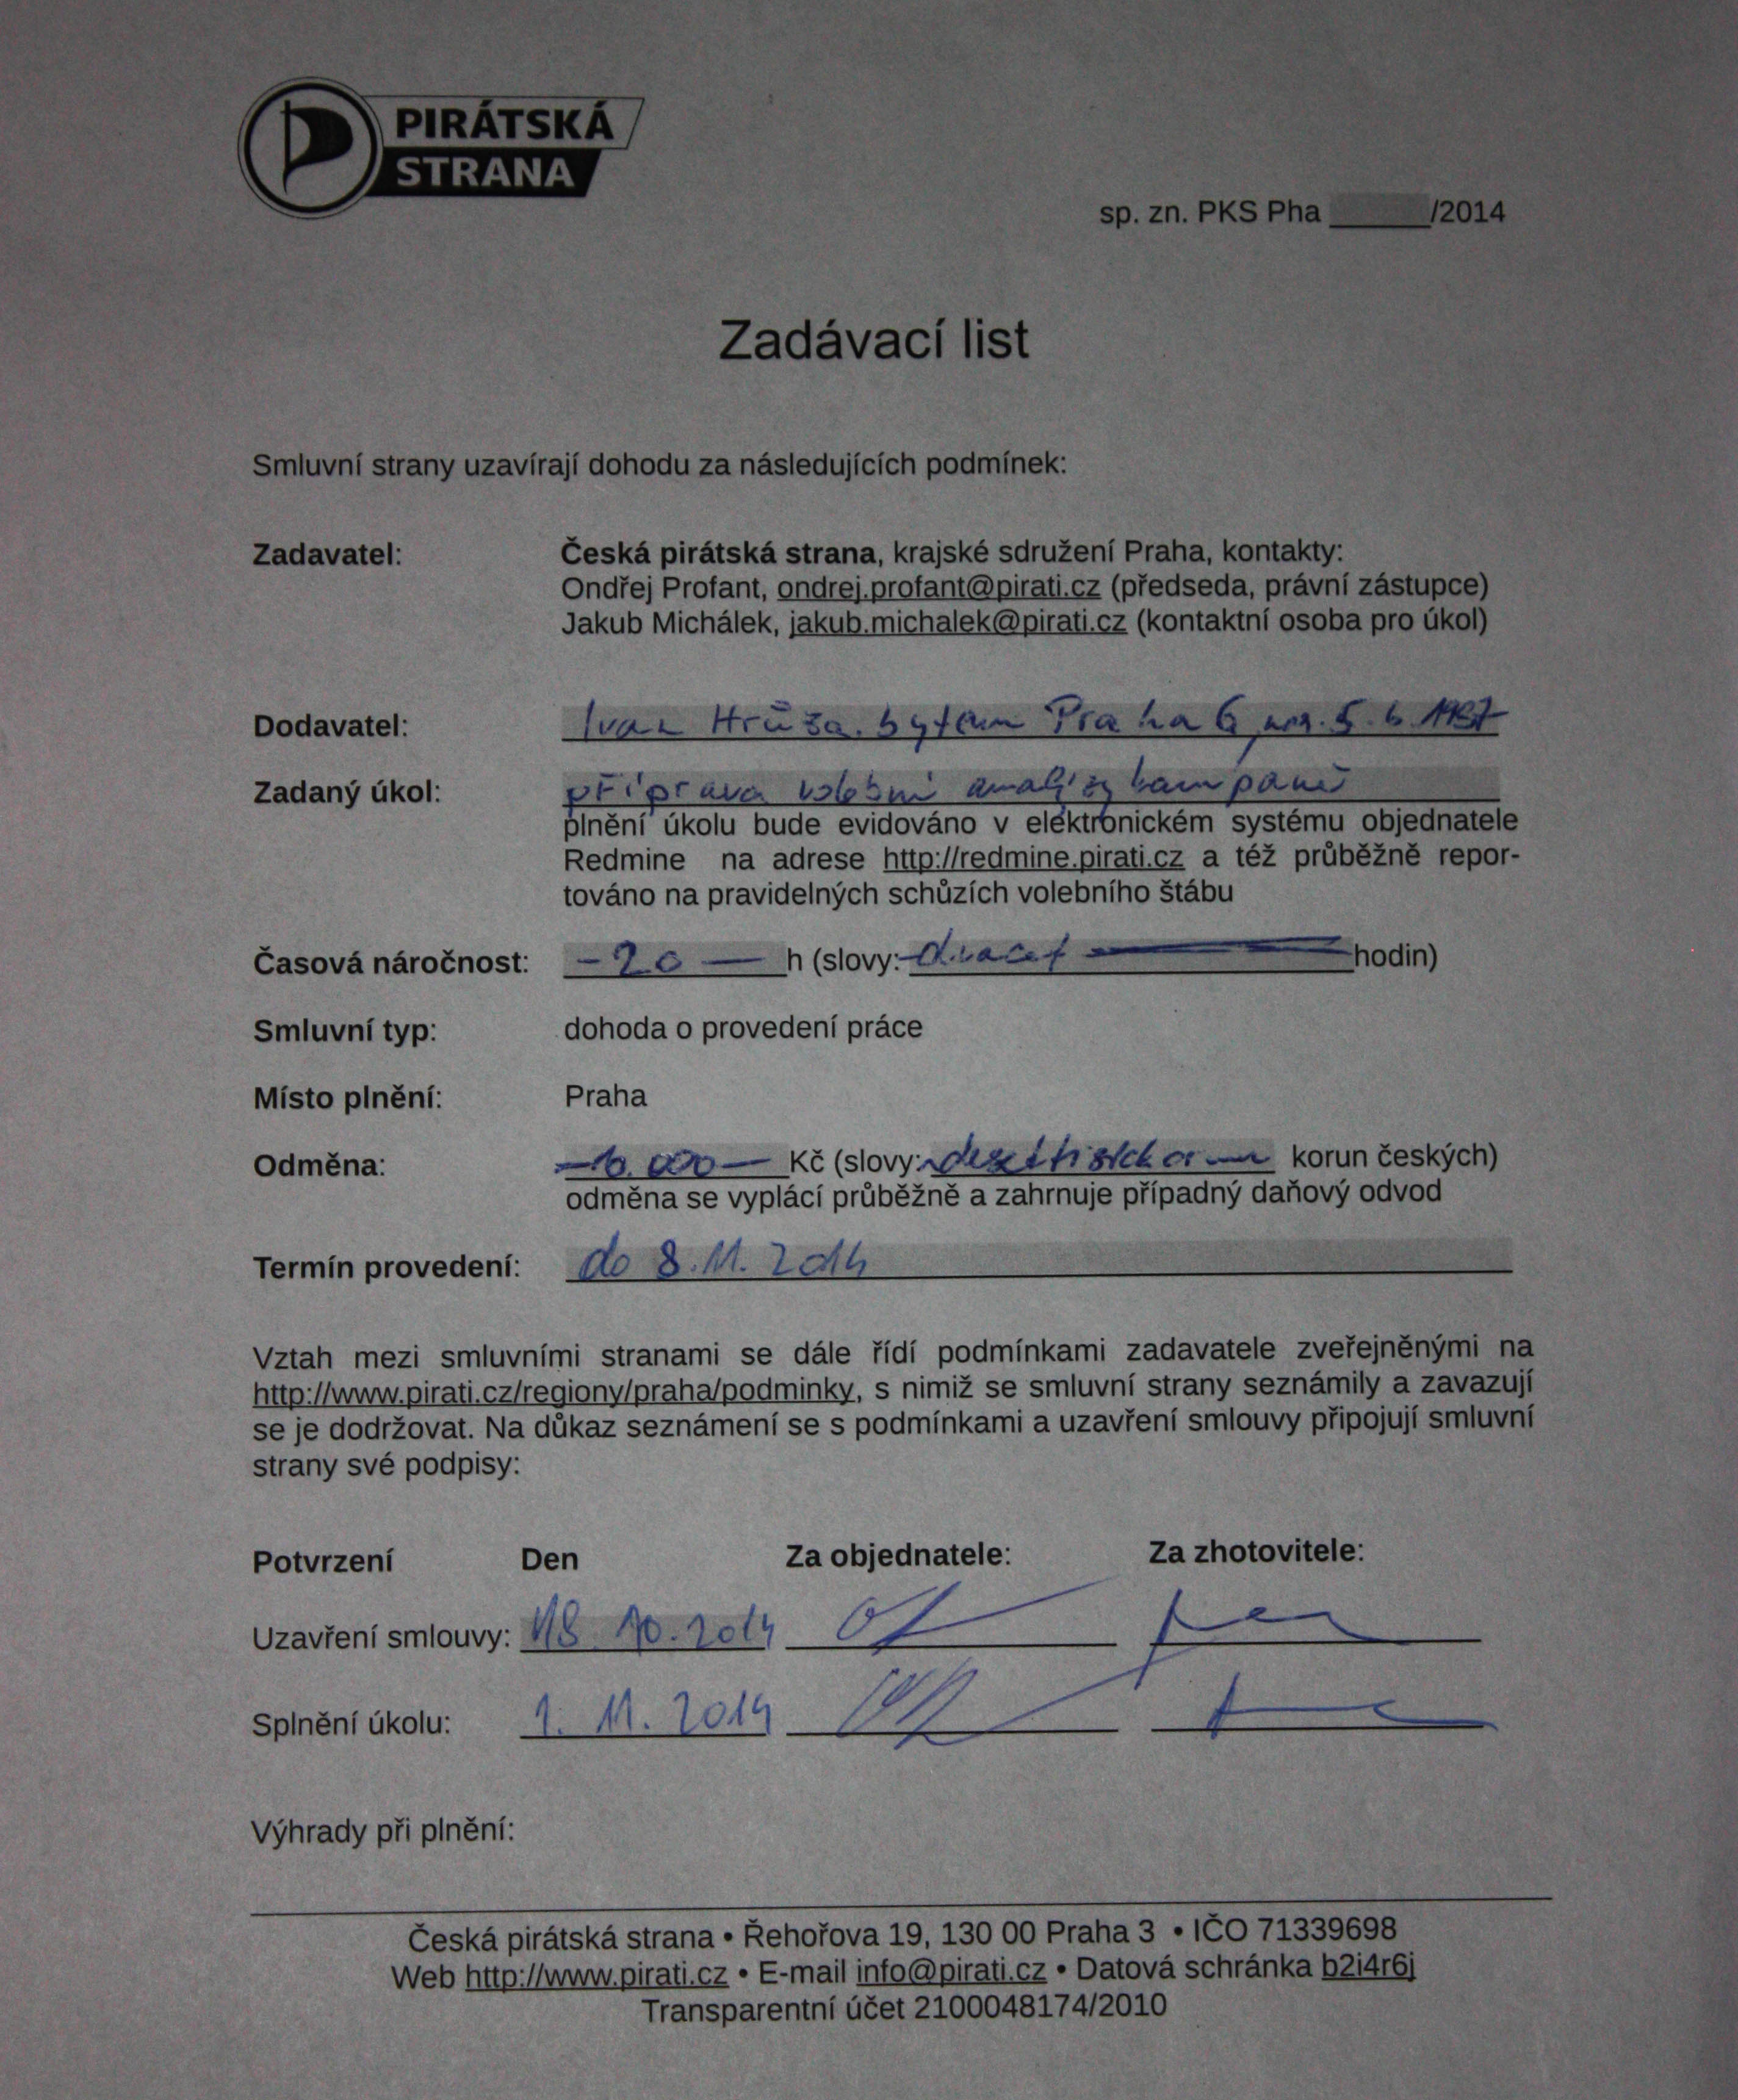 PIRÁTSKÁ
STRANA
sp. zn. PKS Pha ______/2014
Zadávací list
Smluvní strany uzavírají dohodu za následujících podmínek:
Zadavatel: Česká pirátská strana, krajské sdružení Praha, kontakty:
Ondřej Profant, ondrej.profant@pirati.cz (předseda, právní zástupce)
Jakub Michálek, jakub.michalek@pirati.cz (kontaktní osoba pro úkol)
Dodavatel: Ivan Hrůza, bytem Praha 6, nar. 5. 6.
Zadaný úkol: příprava volební analýzy kampaně
plnění úkolu bude evidováno v elektronickém systému objednatele
Redmine na adrese http://redmine.pirati.cz a též průběžně repor-
továno na pravidelných schůzích volebního štábu
Časová náročnost: – 20 — h (slovy: dvacet — hodin)
Smluvní typ: dohoda o provedení práce
Místo plnění: Praha
Odměna: — 10.000 — Kč (slovy: — korun českých)
odměna se vyplácí průběžně a zahrnuje případný daňový odvod
Termín provedení: do 8. 11. 2014
Vztah mezi smluvními stranami se dále řídí podmínkami zadavatele zveřejněnými na
http://www.pirati.cz/regiony/praha/podminky, s nimiž se smluvní strany seznámily a zavazují
se je dodržovat. Na důkaz seznámení se s podmínkami a uzavření smlouvy připojují smluvní
strany své podpisy:
Potvrzení Den Za objednatele: Za zhotovitele:
Uzavření smlouvy: 18. 10. 2014
Splnění úkolu: 1. 11. 2014
Výhrady při plnění:
Česká pirátská strana • Řehořova 19, 130 00 Praha 3 • IČO 71339698
Web http://www.pirati.cz • E-mail info@pirati.cz • Datová schránka b2i4r6j
Transparentní účet 2100048174/2010